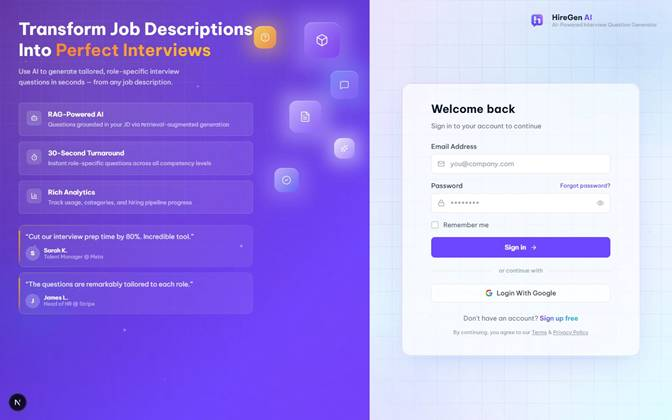 Transform Job Descriptions
Into Perfect Interviews
Use AI to generate tailored, role-specific interview
questions in seconds — from any job description.
RAG-Powered AI
Questions grounded in your JD via retrieval-augmented generation
30-Second Turnaround
Instant role-specific questions across all competency levels
Rich Analytics
Track usage, categories, and hiring pipeline progress
"Cut our interview prep time by 80%. Incredible tool."
S
Sarah K.
Talent Manager @ Meta
"The questions are remarkably tailored to each role."
J
James L.
Head of HR @ Stripe
N
HireGen AI
AI-Powered Interview Question Generator
Welcome back
Sign in to your account to continue
Email Address
you@company.com
Password
Forgot password?
••••••••
Remember me
Sign in →
or continue with
Login With Google
Don't have an account? Sign up free
By continuing, you agree to our Terms & Privacy Policy